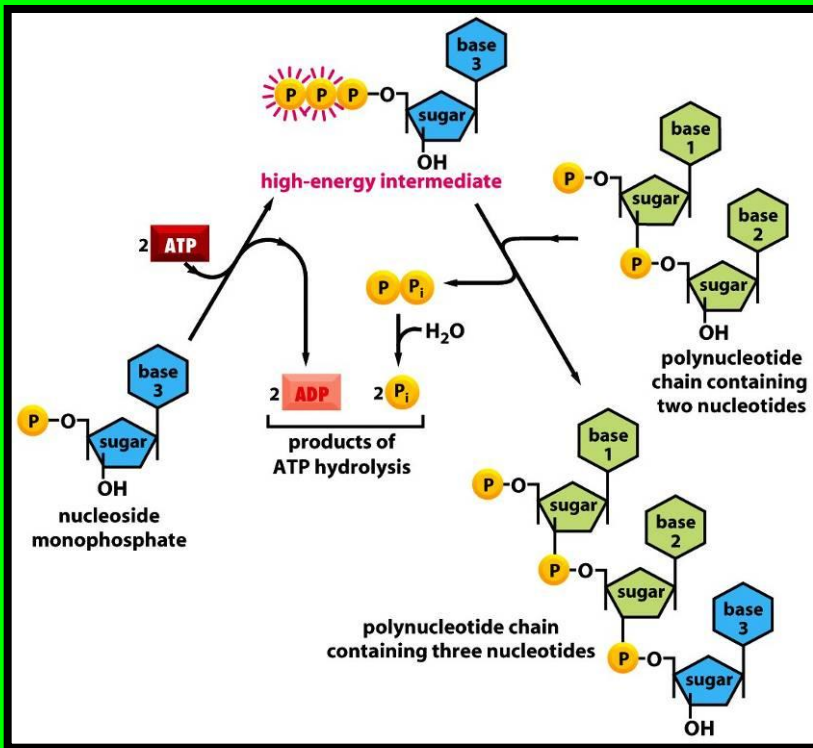 base
3
P P P -O
sugar
OH
high-energy intermediate
base
1
P -O
sugar
base
2
P -O
sugar
OH
polynucleotide
chain containing
two nucleotides
2 ATP
P Pi
H₂O
2 ADP
2 Pi
products of
ATP hydrolysis
base
3
P -O
sugar
OH
nucleoside
monophosphate
base
1
P -O
sugar
base
2
P -O
sugar
base
3
P -O
sugar
OH
polynucleotide chain
containing three nucleotides